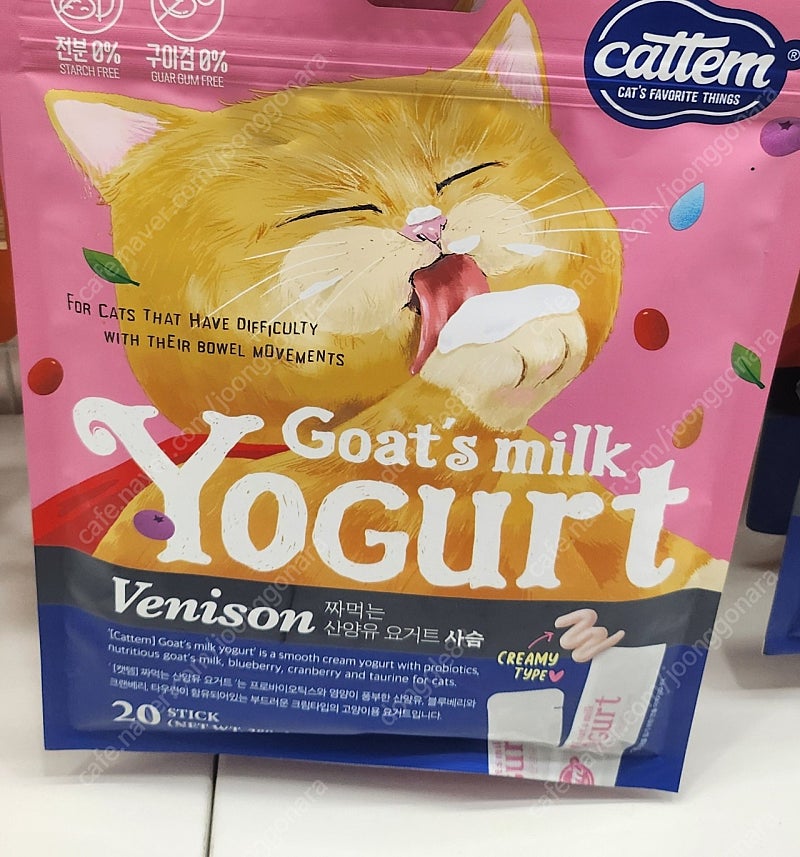 전분 0%
STARCH FREE
구아검 0%
GUAR GUM FREE
cattem®
CAT'S FAVORITE THINGS
FOR CATS THAT HAVE DIFFICULTY
WITH THEIR BOWEL MOVEMENTS
Goat's milk
YOGurt
Venison
짜먹는
산양유 요거트 사슴
'[Cattem] Goat's milk yogurt' is a smooth cream yogurt with probiotics,
nutritious goat's milk, blueberry, cranberry and taurine for cats.
'[캣템] 짜먹는 산양유 요거트'는 프로바이오틱스와 영양이 풍부한 산양유, 블루베리와
크랜베리, 타우린이 함유되어있는 부드러운 크림타입의 고양이용 요거트입니다.
CREAMY
TYPE
20 STICK
(NET WT.
cafe.naver.com/joonggonara